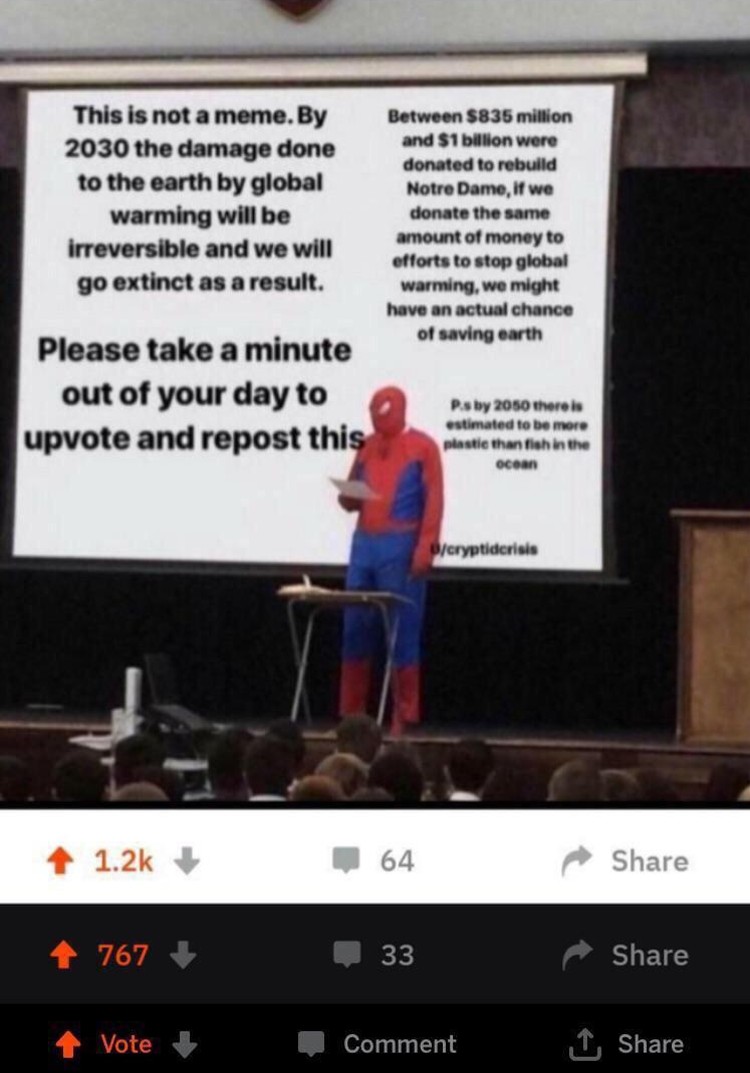 This is not a meme. By
2030 the damage done
to the earth by global
warming will be
irreversible and we will
go extinct as a result.
Please take a minute
out of your day to
upvote and repost this
Between $835 million
and $1 billion were
donated to rebuild
Notre Dame, if we
donate the same
amount of money to
efforts to stop global
warming, we might
have an actual chance
of saving earth
P.s by 2050 there is
estimated to be more
plastic than fish in the
ocean
u/cryptidcrisis
1.2k 64 Share
767 33 Share
Vote Comment Share